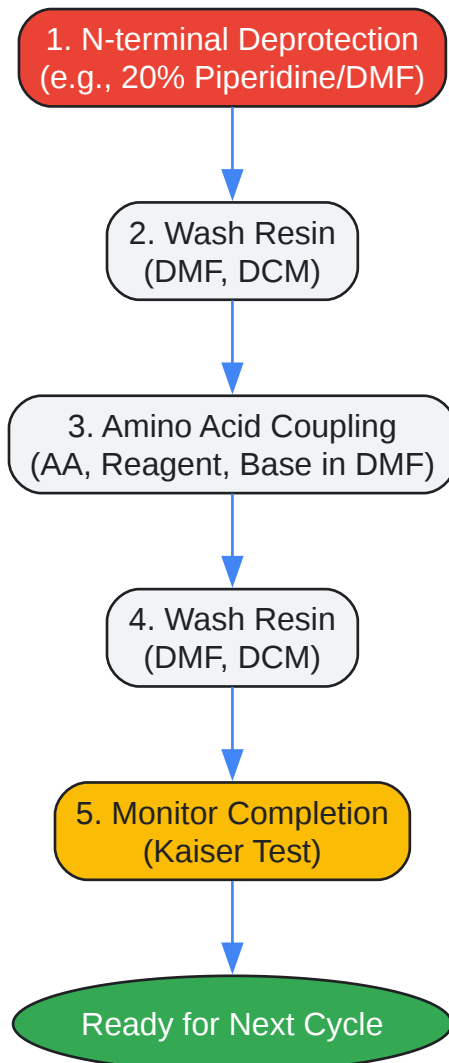 1. N-terminal Deprotection
(e.g., 20% Piperidine/DMF)
2. Wash Resin
(DMF, DCM)
3. Amino Acid Coupling
(AA, Reagent, Base in DMF)
4. Wash Resin
(DMF, DCM)
5. Monitor Completion
(Kaiser Test)
Ready for Next Cycle